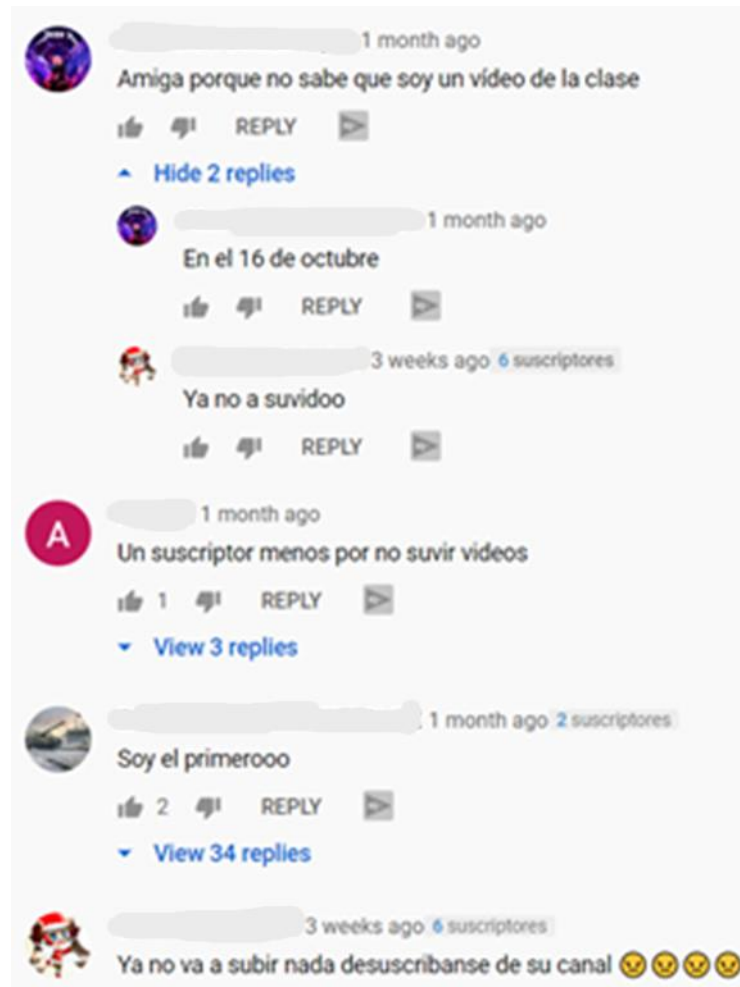 1 month ago
Amiga porque no sabe que soy un vídeo de la clase
REPLY
Hide 2 replies
1 month ago
En el 16 de octubre
REPLY
3 weeks ago 6 suscriptores
Ya no a suvidoo
REPLY
A
1 month ago
Un suscriptor menos por no suvir videos
1 REPLY
View 3 replies
1 month ago 2 suscriptores
Soy el primerooo
2 REPLY
View 34 replies
3 weeks ago 6 suscriptores
Ya no va a subir nada desuscribanse de su canal 😠😠😠😠